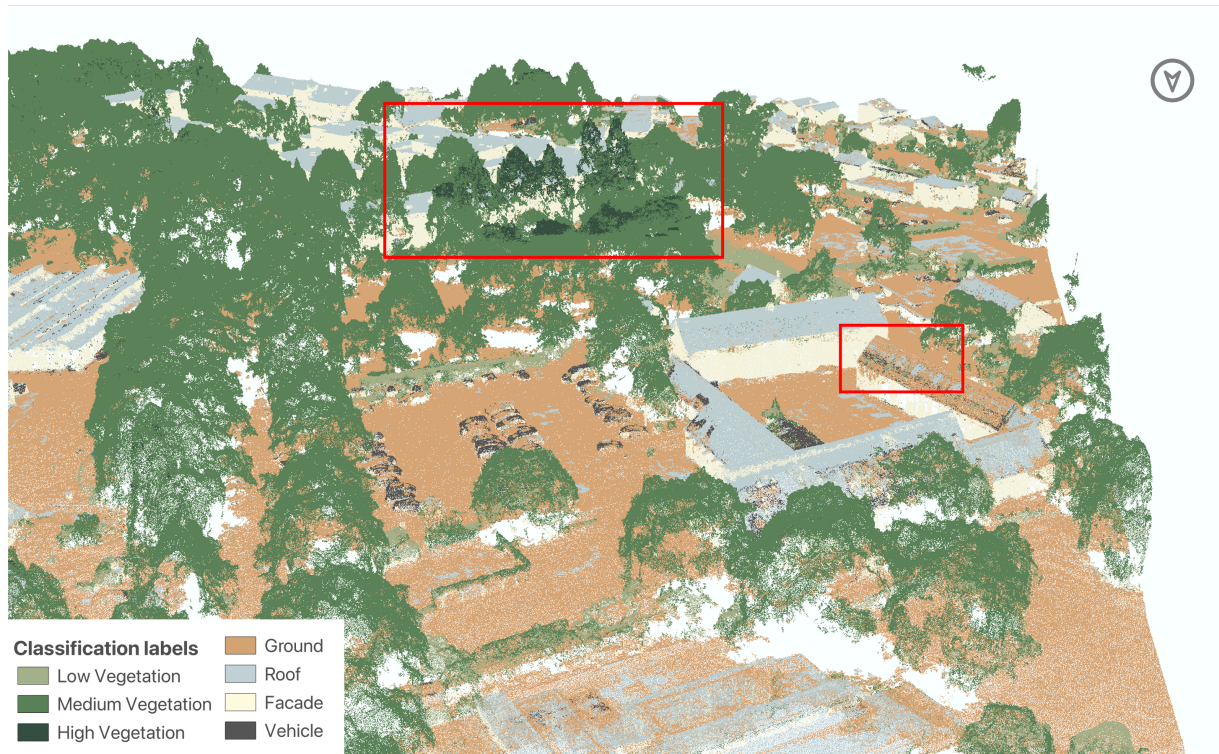 Classification labels
Low Vegetation
Medium Vegetation
High Vegetation
Ground
Roof
Facade
Vehicle